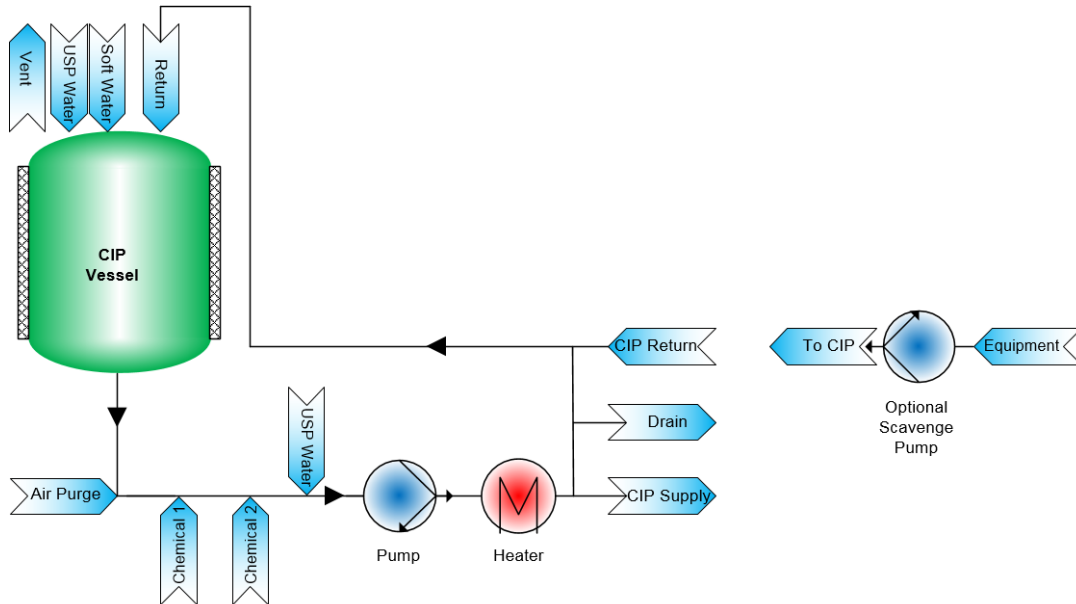 Vent
USP Water
Soft Water
Return
CIP
Vessel
CIP Return
To CIP
Equipment
Drain
Optional
Scavenge
Pump
USP Water
Air Purge
CIP Supply
Chemical 1
Chemical 2
Pump
Heater